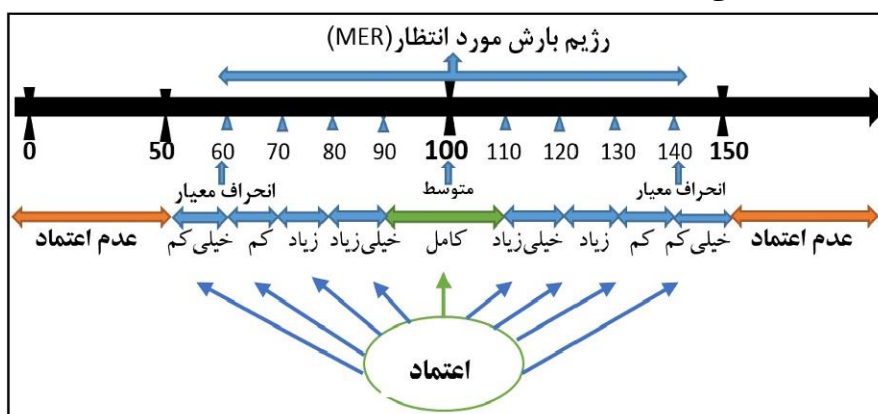 رژیم بارش مورد انتظار(MER)
0 50 60 70 80 90 100 110 120 130 140 150
انحراف معیار متوسط انحراف معیار
عدم اعتماد خیلی کم کم زیاد خیلی زیاد کامل خیلی زیاد زیاد کم خیلی کم عدم اعتماد
اعتماد